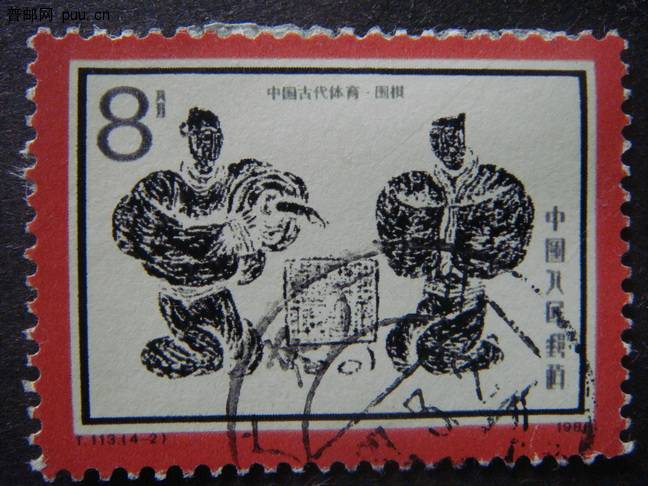 普邮网 puu.cn
8分
中国古代体育·围棋
中国人民邮政
T.113.(4-2)
198